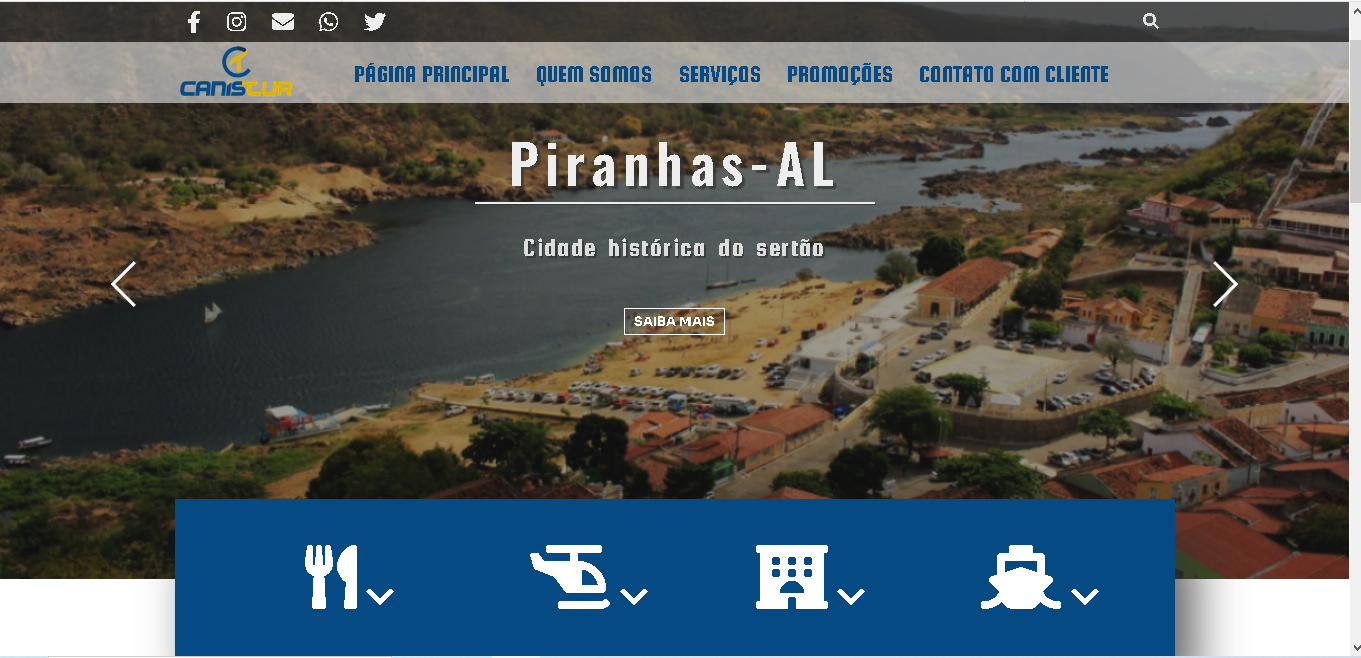 CANISTUR
PÁGINA PRINCIPAL QUEM SOMOS SERVIÇOS PROMOÇÕES CONTATO COM CLIENTE
Piranhas-AL
Cidade histórica do sertão
SAIBA MAIS